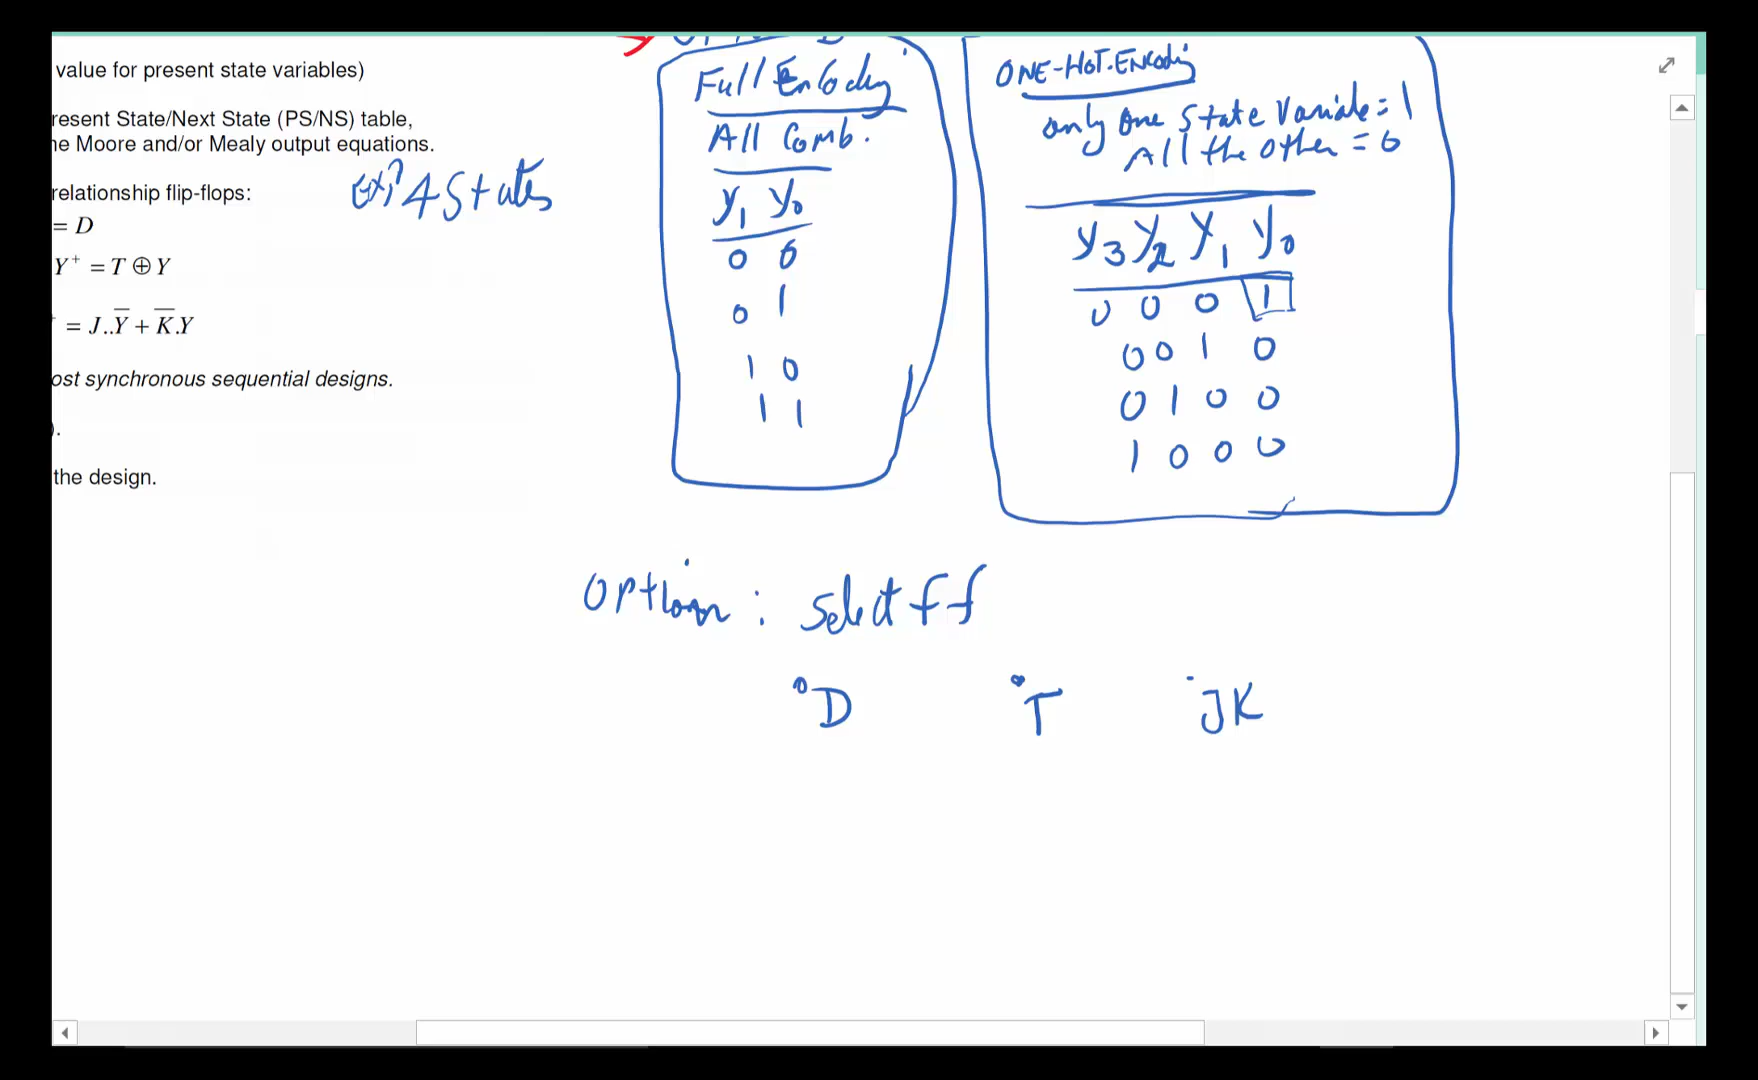 value for present state variables)
resent State/Next State (PS/NS) table,
ne Moore and/or Mealy output equations.
relationship flip-flops:
= D
Y⁺ = T ⊕ Y
= J..Y̅ + K̅.Y
ost synchronous sequential designs.
).
the design.
Ex: 4 States
Full Encodg
All Comb.
y₁ y₀
0 0
0 1
1 0
1 1
ONE-HOT-ENCODi
only one state Variable = 1
All the other = 0
y₃ y₂ y₁ y₀
0 0 0 1
0 0 1 0
0 1 0 0
1 0 0 0
Option : Select ff
D T JK